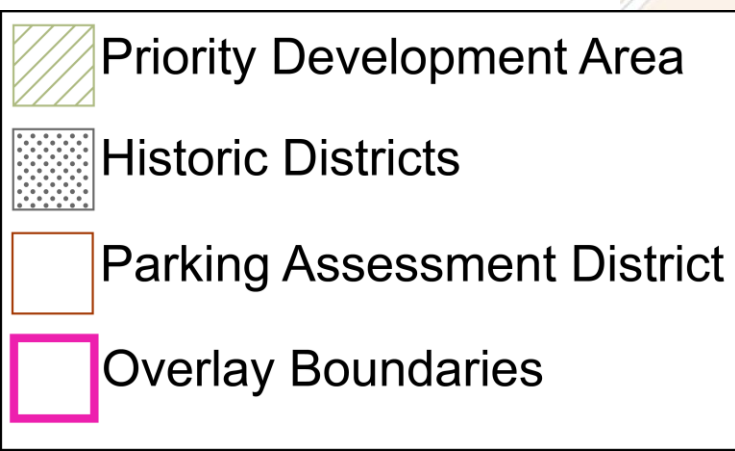 Priority Development Area
Historic Districts
Parking Assessment District
Overlay Boundaries